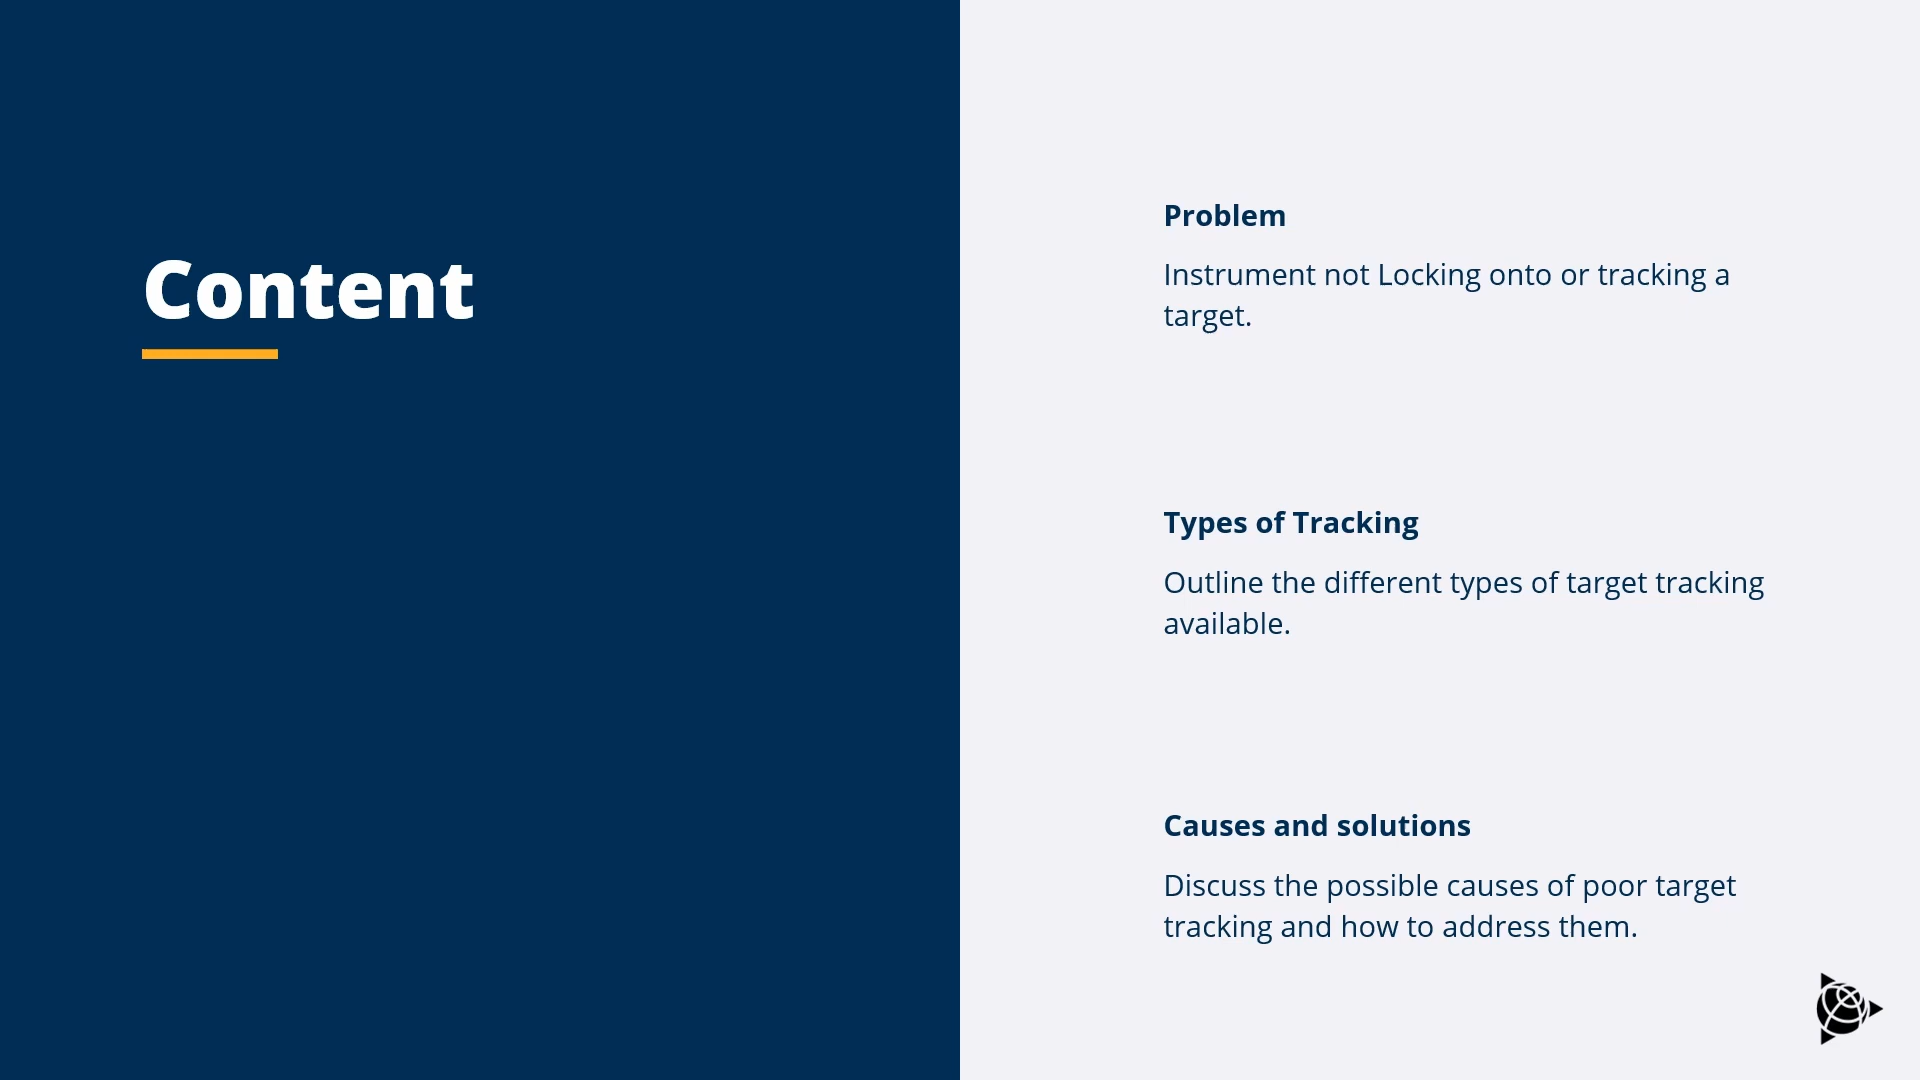 Content
Problem
Instrument not Locking onto or tracking a
target.
Types of Tracking
Outline the different types of target tracking
available.
Causes and solutions
Discuss the possible causes of poor target
tracking and how to address them.